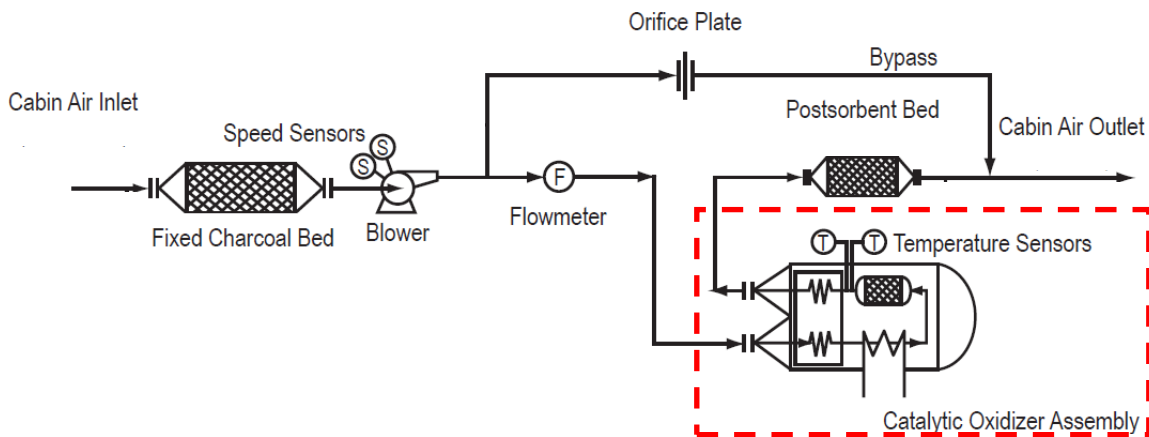 Orifice Plate
Bypass
Cabin Air Inlet
Postsorbent Bed
Cabin Air Outlet
Speed Sensors
S
S
F
Flowmeter
Fixed Charcoal Bed
Blower
T
T
Temperature Sensors
Catalytic Oxidizer Assembly